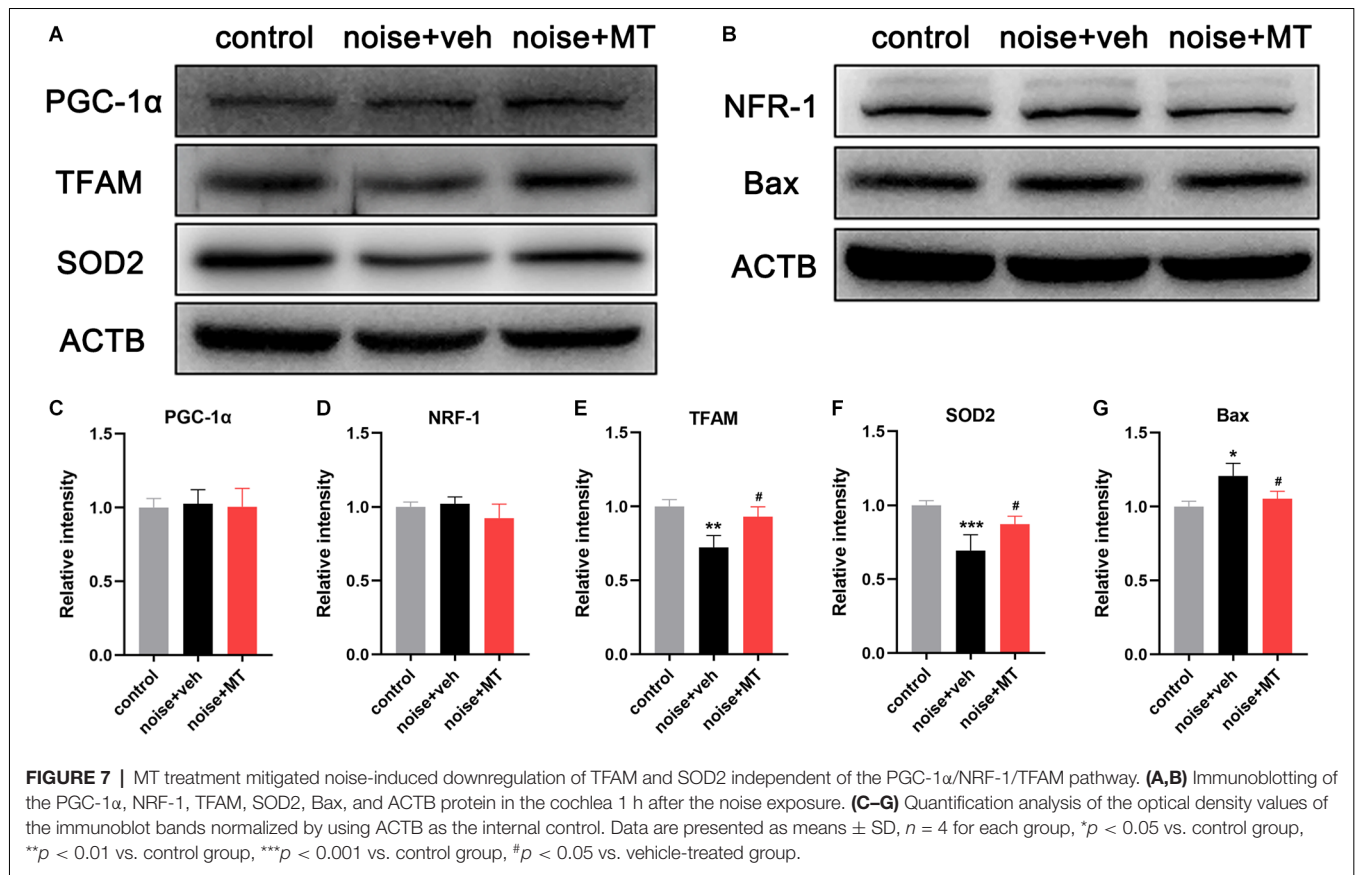 A
control noise+veh noise+MT
PGC-1α
TFAM
SOD2
ACTB
B
control noise+veh noise+MT
NFR-1
Bax
ACTB
C
PGC-1α
Relative intensity
1.5
1.0
0.5
0.0
control
noise+veh
noise+MT
D
NRF-1
Relative intensity
1.5
1.0
0.5
0.0
control
noise+veh
noise+MT
E
TFAM
Relative intensity
1.5
1.0
0.5
0.0
**
#
control
noise+veh
noise+MT
F
SOD2
Relative intensity
1.5
1.0
0.5
0.0
***
#
control
noise+veh
noise+MT
G
Bax
Relative intensity
1.5
1.0
0.5
0.0
*
#
control
noise+veh
noise+MT
FIGURE 7 | MT treatment mitigated noise-induced downregulation of TFAM and SOD2 independent of the PGC-1α/NRF-1/TFAM pathway. (A,B) Immunoblotting of
the PGC-1α, NRF-1, TFAM, SOD2, Bax, and ACTB protein in the cochlea 1 h after the noise exposure. (C–G) Quantification analysis of the optical density values of
the immunoblot bands normalized by using ACTB as the internal control. Data are presented as means ± SD, n = 4 for each group, *p < 0.05 vs. control group,
**p < 0.01 vs. control group, ***p < 0.001 vs. control group, #p < 0.05 vs. vehicle-treated group.